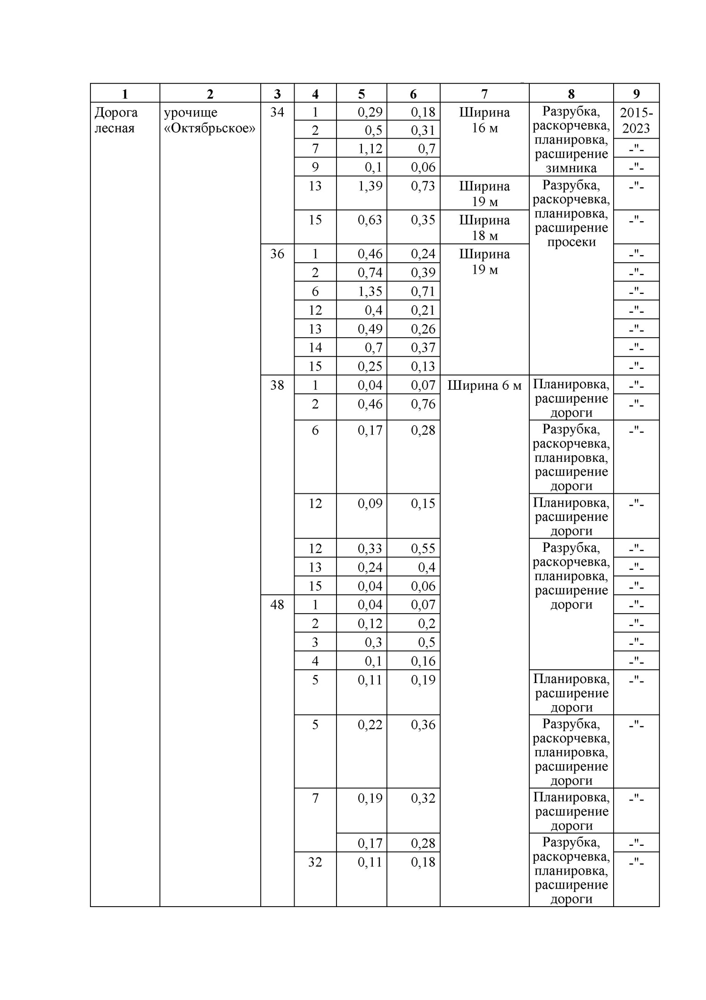 1 2 3 4 5 6 7 8 9
Дорога лесная урочище «Октябрьское» 34 1 0,29 0,18 Ширина 16 м Разрубка, раскорчевка, планировка, расширение зимника 2015-2023
2 0,5 0,31
7 1,12 0,7 -"-
9 0,1 0,06 -"-
13 1,39 0,73 Ширина 19 м Разрубка, раскорчевка, планировка, расширение просеки -"-
15 0,63 0,35 Ширина 18 м -"-
36 1 0,46 0,24 Ширина 19 м -"-
2 0,74 0,39 -"-
6 1,35 0,71 -"-
12 0,4 0,21 -"-
13 0,49 0,26 -"-
14 0,7 0,37 -"-
15 0,25 0,13 -"-
38 1 0,04 0,07 Ширина 6 м Планировка, расширение дороги -"-
2 0,46 0,76 -"-
6 0,17 0,28 Разрубка, раскорчевка, планировка, расширение дороги -"-
12 0,09 0,15 Планировка, расширение дороги -"-
12 0,33 0,55 Разрубка, раскорчевка, планировка, расширение дороги -"-
13 0,24 0,4 -"-
15 0,04 0,06 -"-
48 1 0,04 0,07 -"-
2 0,12 0,2 -"-
3 0,3 0,5 -"-
4 0,1 0,16 -"-
5 0,11 0,19 Планировка, расширение дороги -"-
5 0,22 0,36 Разрубка, раскорчевка, планировка, расширение дороги -"-
7 0,19 0,32 Планировка, расширение дороги -"-
0,17 0,28 Разрубка, раскорчевка, планировка, расширение дороги -"-
32 0,11 0,18 -"-